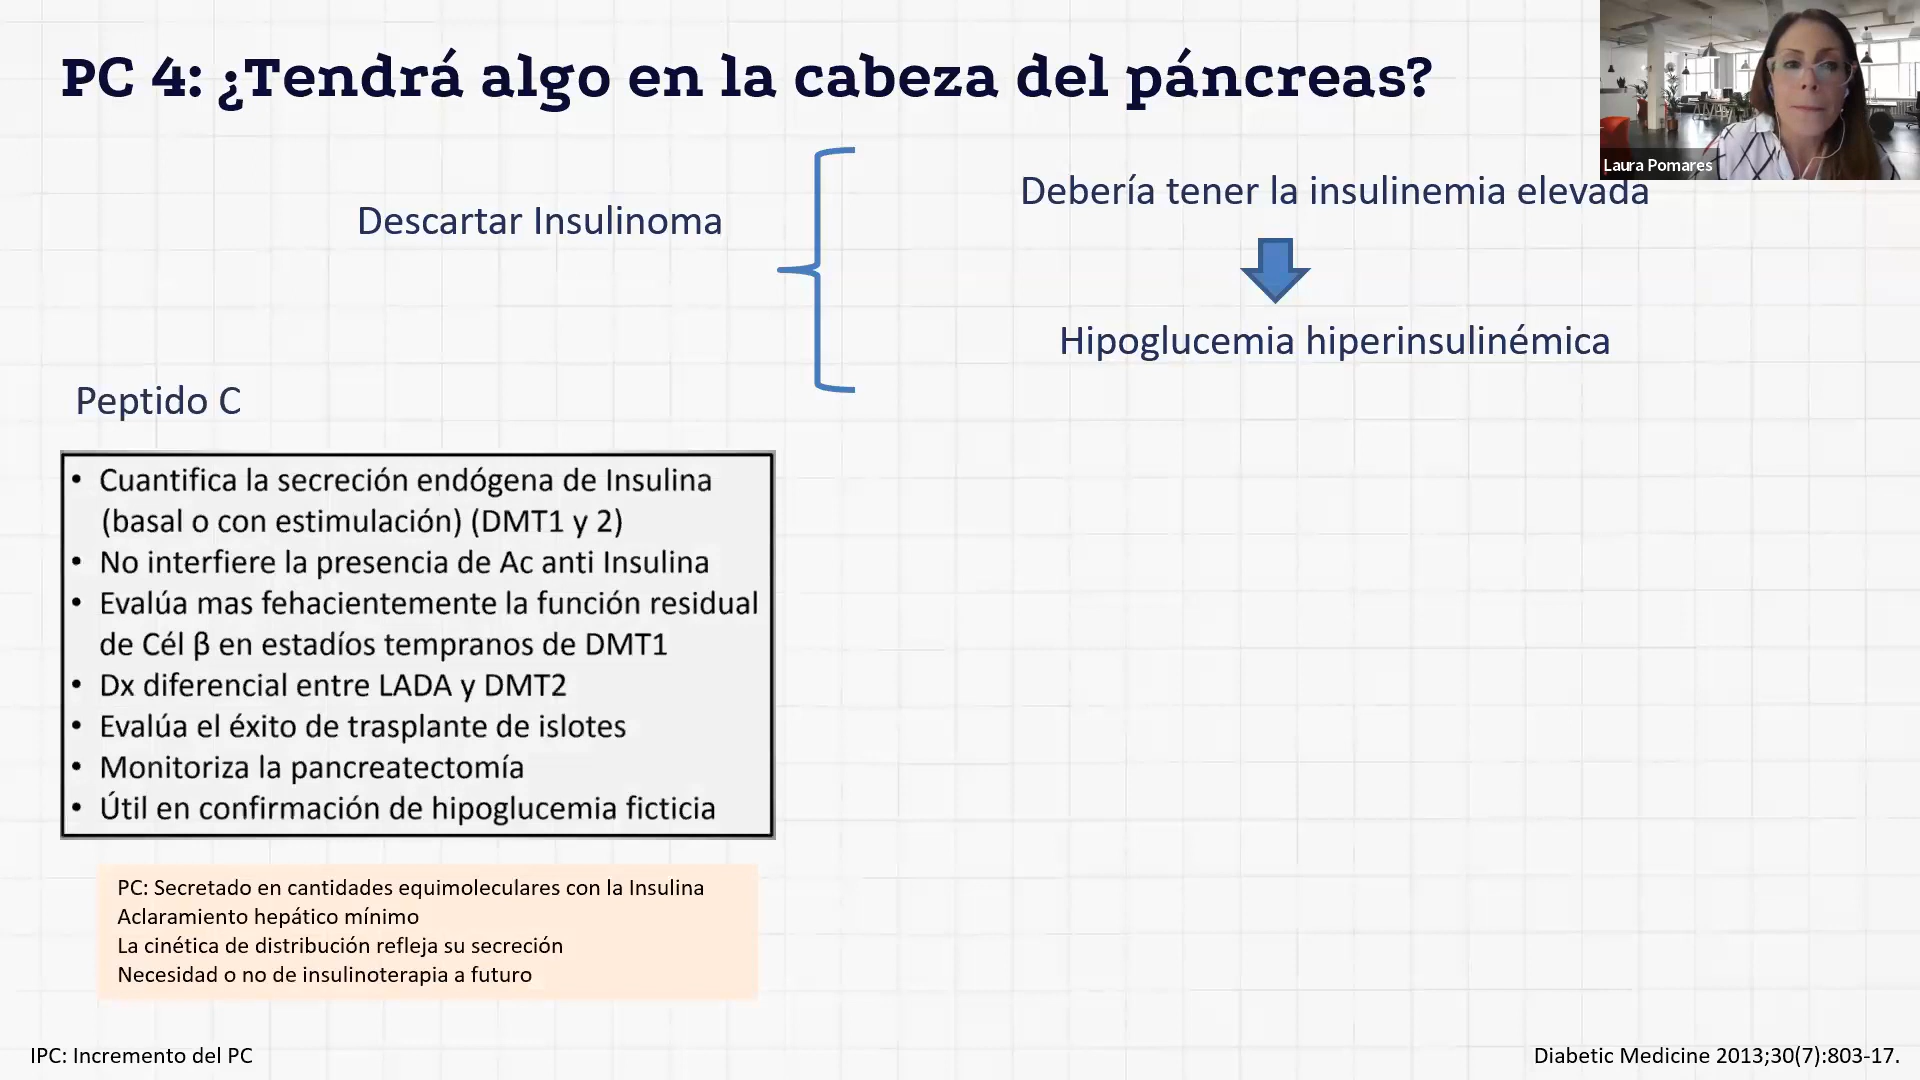 PC 4: ¿Tendrá algo en la cabeza del páncreas?
Laura Pomares
Descartar Insulinoma
Debería tener la insulinemia elevada
Hipoglucemia hiperinsulinémica
Peptido C
• Cuantifica la secreción endógena de Insulina
(basal o con estimulación) (DMT1 y 2)
• No interfiere la presencia de Ac anti Insulina
• Evalúa mas fehacientemente la función residual
de Cél β en estadíos tempranos de DMT1
• Dx diferencial entre LADA y DMT2
• Evalúa el éxito de trasplante de islotes
• Monitoriza la pancreatectomía
• Útil en confirmación de hipoglucemia ficticia
PC: Secretado en cantidades equimoleculares con la Insulina
Aclaramiento hepático mínimo
La cinética de distribución refleja su secreción
Necesidad o no de insulinoterapia a futuro
IPC: Incremento del PC
Diabetic Medicine 2013;30(7):803-17.